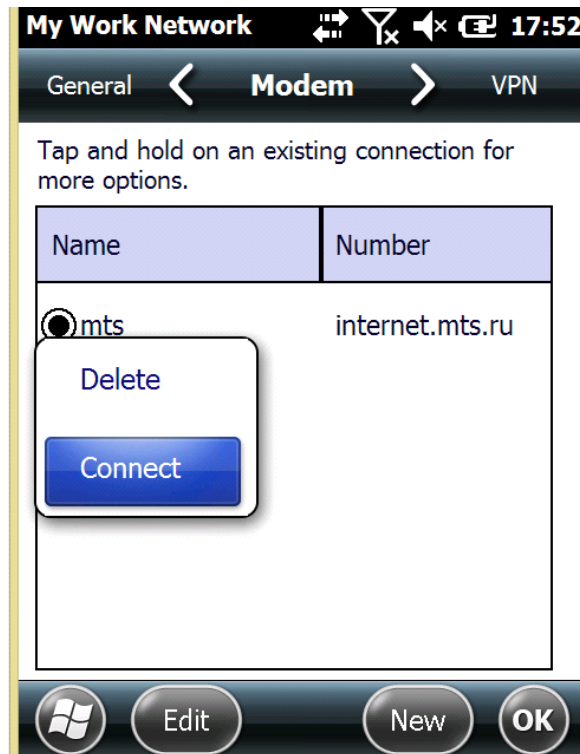 My Work Network 17:52
General Modem VPN
Tap and hold on an existing connection for
more options.
Name Number
mts internet.mts.ru
Delete
Connect
Edit New OK